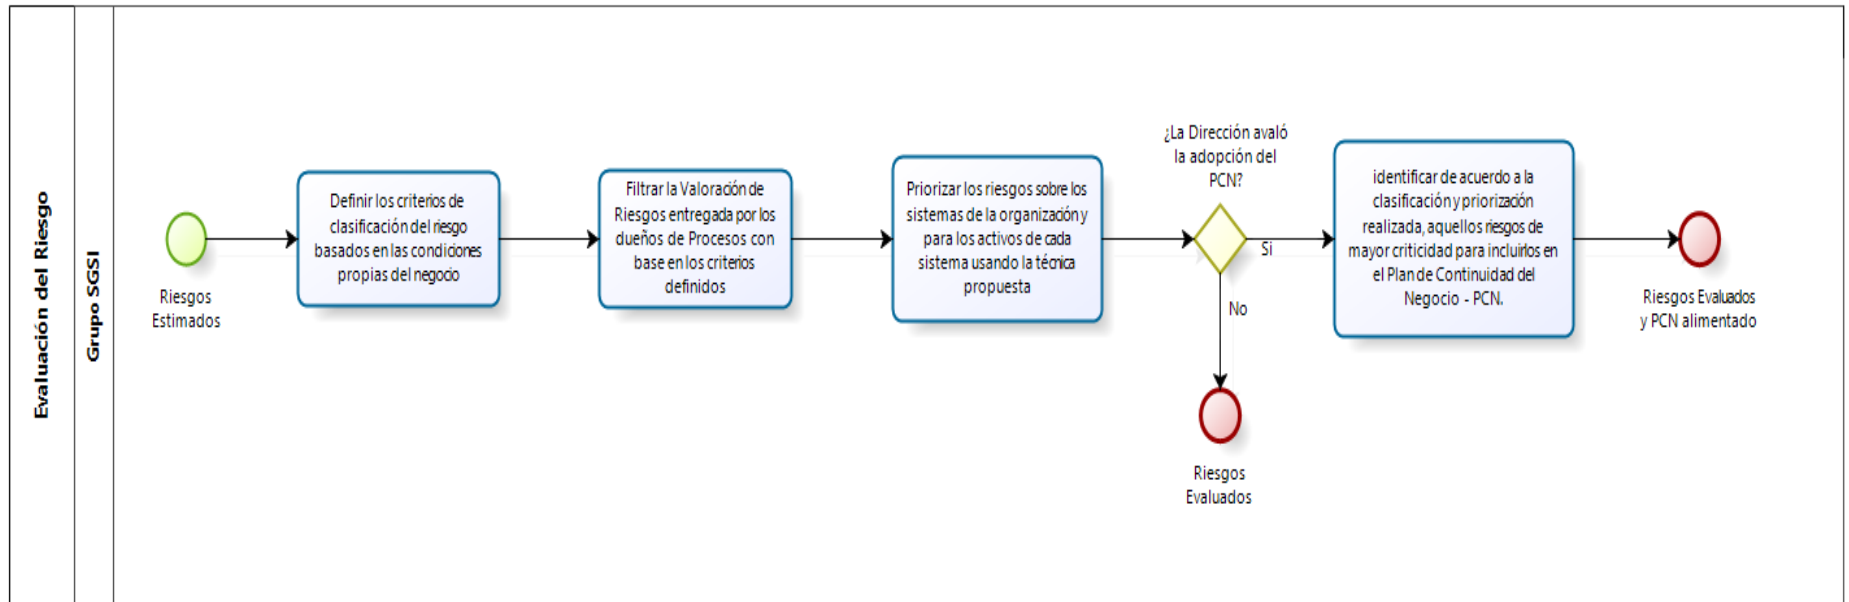 Evaluación del Riesgo
Grupo SGSI
Riesgos
Estimados
Definir los criterios de
clasificación del riesgo
basados en las condiciones
propias del negocio
Filtrar la Valoración de
Riesgos entregada por los
dueños de Procesos con
base en los criterios
definidos
Priorizar los riesgos sobre los
sistemas de la organización y
para los activos de cada
sistema usando la técnica
propuesta
¿La Dirección avaló
la adopción del
PCN?
Si
No
Riesgos
Evaluados
identificar de acuerdo a la
clasificación y priorización
realizada, aquellos riesgos de
mayor criticidad para incluirlos en
el Plan de Continuidad del
Negocio - PCN.
Riesgos Evaluados
y PCN alimentado